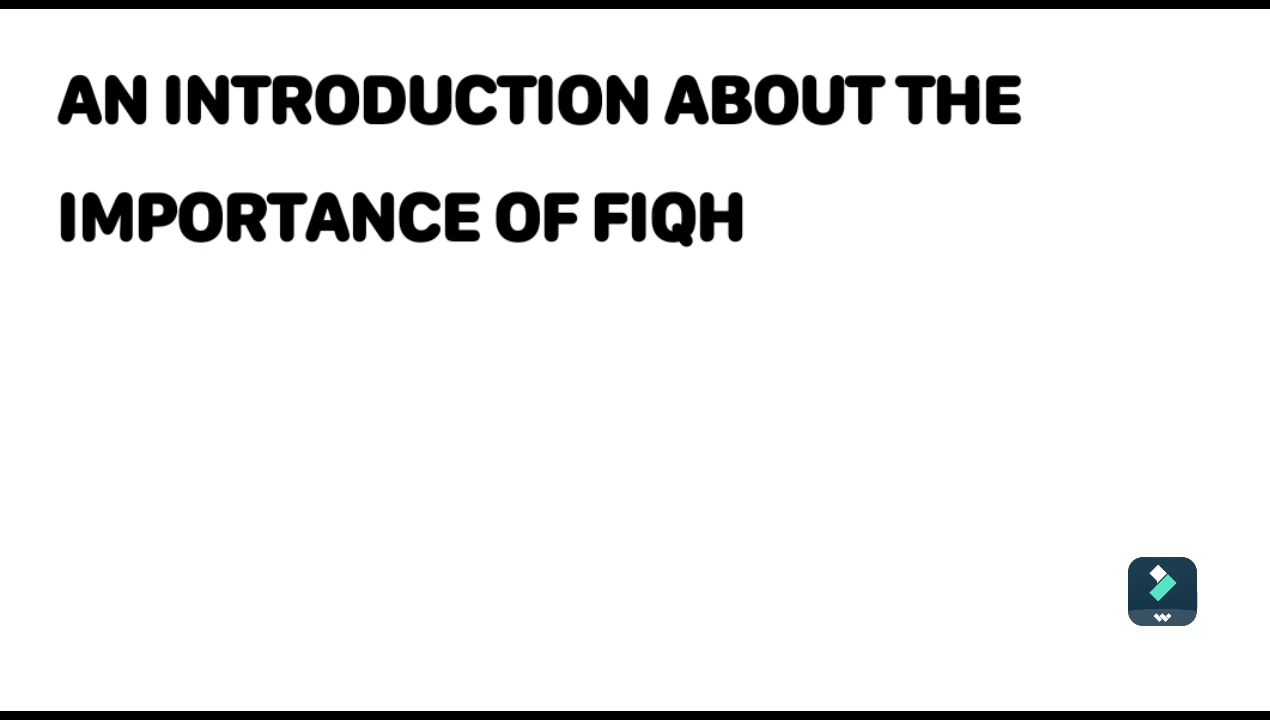 AN INTRODUCTION ABOUT THE
IMPORTANCE OF FIQH